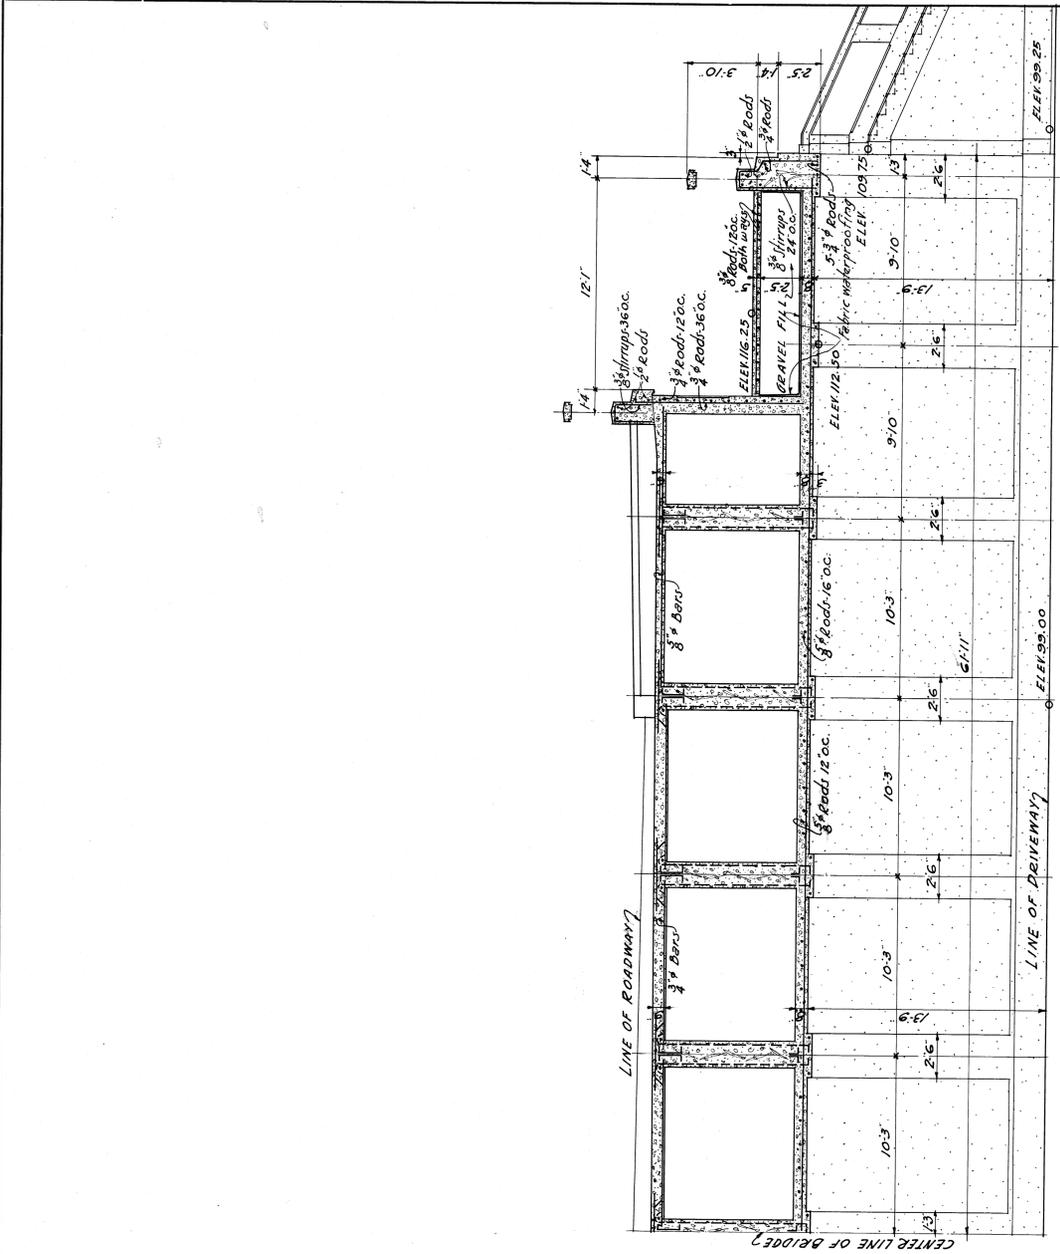 3'-10"
1'-4"
2'-5"
ELEV. 99.25
1/2"φ Rods
3/4"φ Rods
3"
1'-4"
ELEV. 109.75
1'-3"
2'-6"
12'-1"
3/8"φ Rods-12"O.C.
Both ways
5"
2'-5"
3/8"φ Stirrups
24"O.C.
5-3/4"φ Rods
Fabric waterproofing
9'-10"
13'-9"
ELEV. 116.25
GRAVEL FILL
ELEV. 112.50
2'-6"
1'-4"
3/8"φ Stirrups-36"O.C.
1/2"φ Rods
3/4"φ Rods-12"O.C.
3/4"φ Rods-36"O.C.
9'-10"
2'-6"
5/8"φ Bars
5/8"φ Rods-16"O.C.
10'-3"
61'-11"
ELEV. 99.00
2'-6"
5/8"φ Rods 12"O.C.
10'-3"
2'-6"
LINE OF DRIVEWAY
LINE OF ROADWAY
3/4"φ Bars
10'-3"
13'-9"
2'-6"
10'-3"
1'-3"
CENTER LINE OF BRIDGE